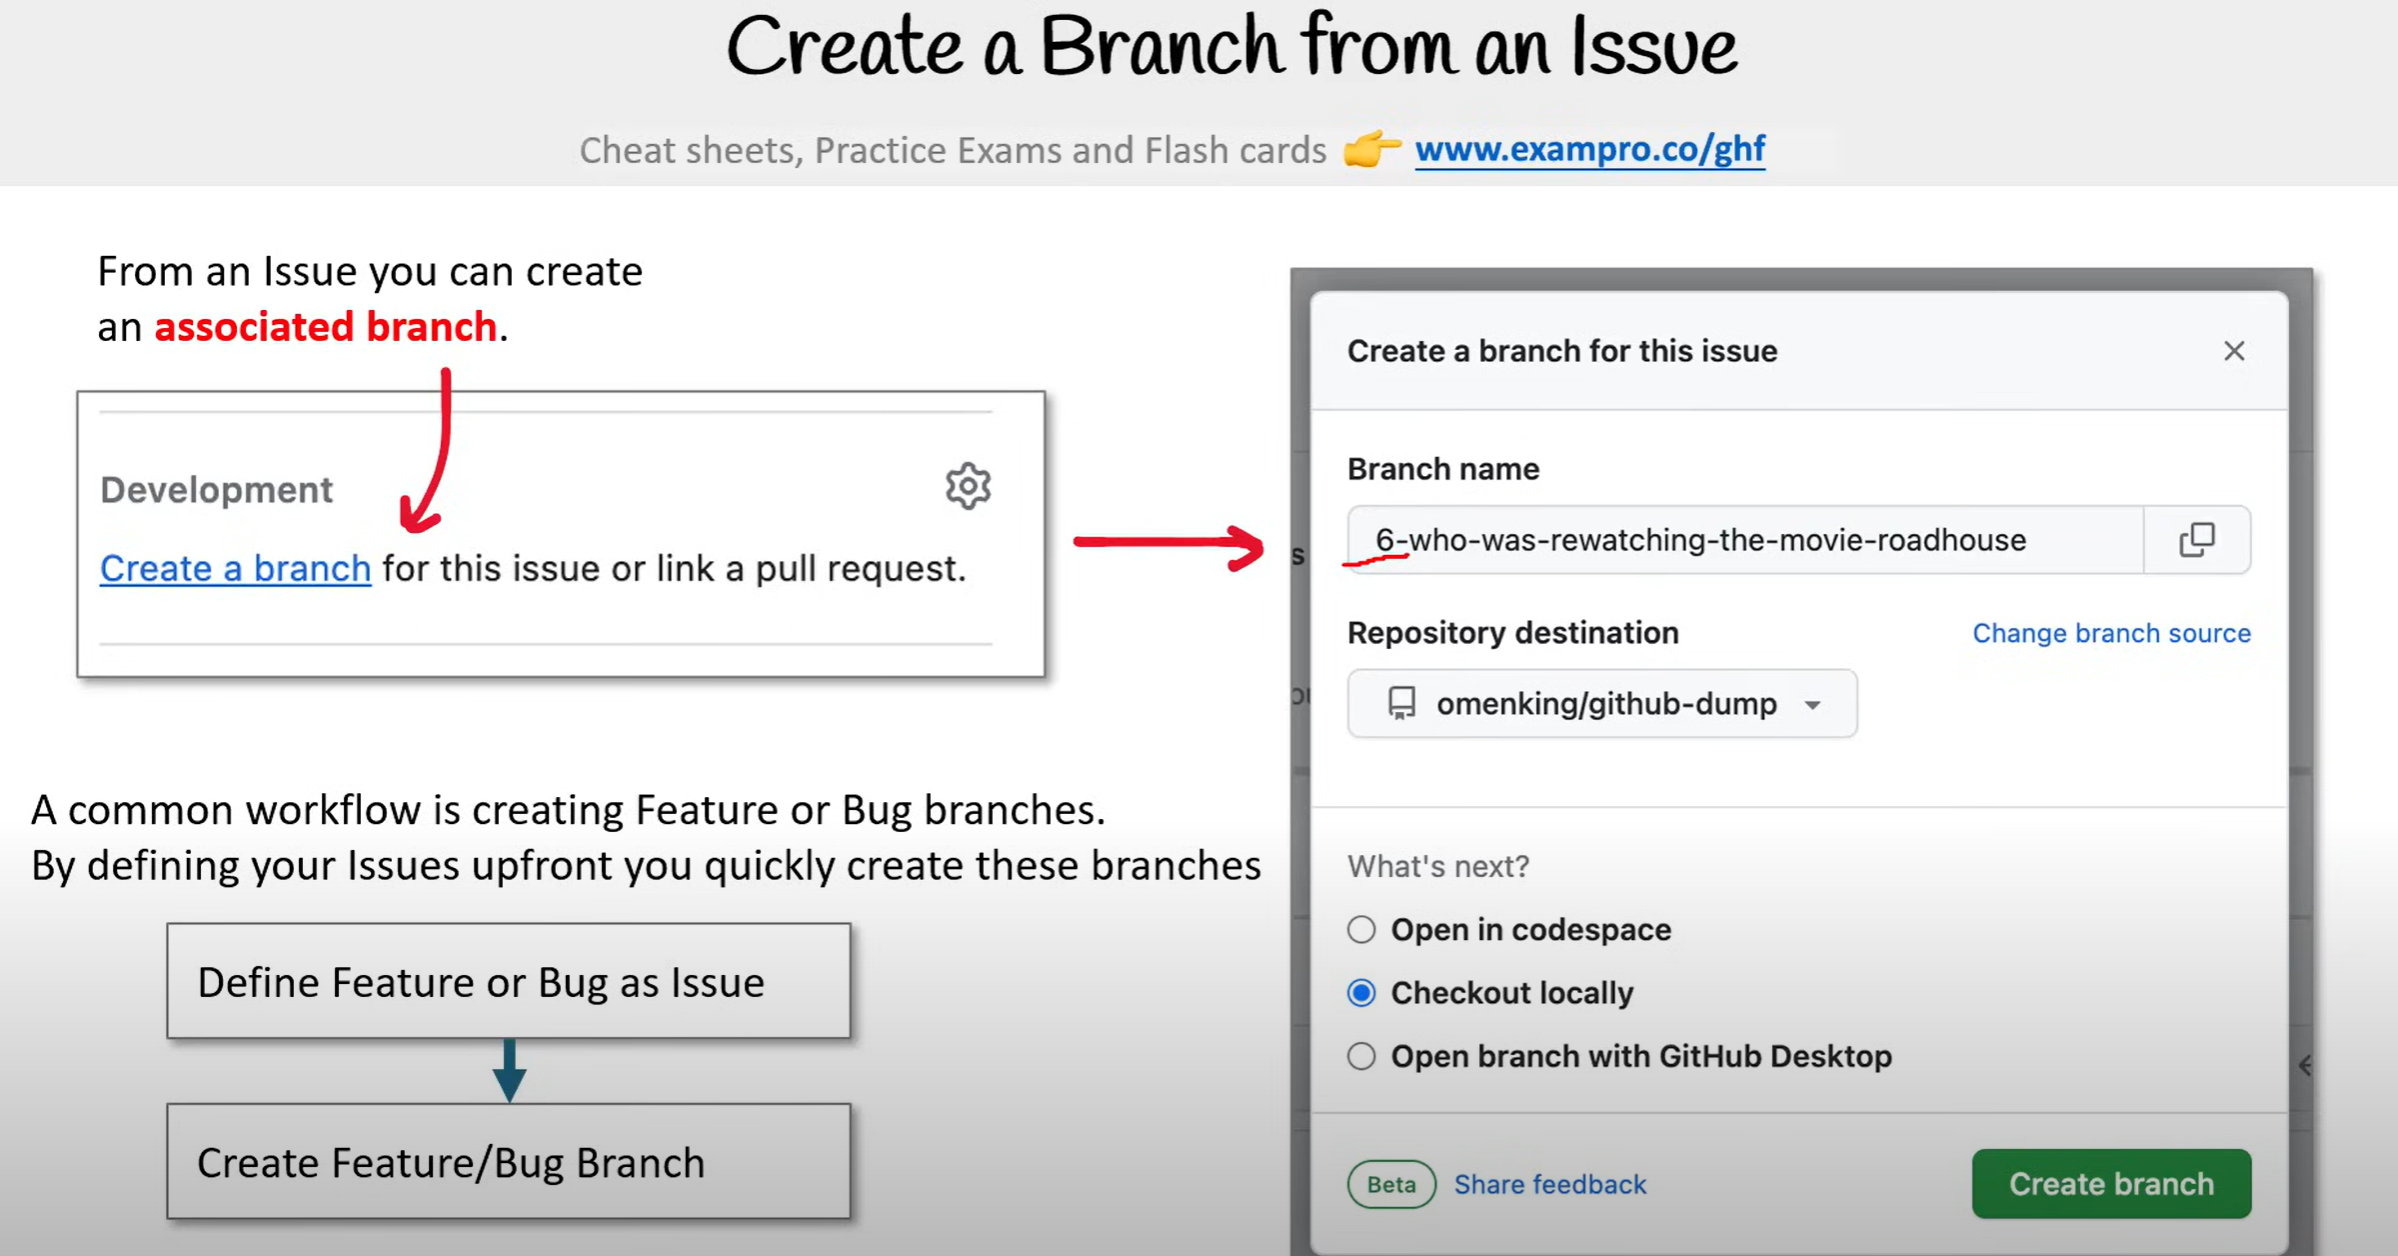 Create a Branch from an Issue
Cheat sheets, Practice Exams and Flash cards 👉 www.exampro.co/ghf
From an Issue you can create
an associated branch.
Development
Create a branch for this issue or link a pull request.
A common workflow is creating Feature or Bug branches.
By defining your Issues upfront you quickly create these branches
Define Feature or Bug as Issue
Create Feature/Bug Branch
Create a branch for this issue
Branch name
6-who-was-rewatching-the-movie-roadhouse
Repository destination
Change branch source
omenking/github-dump
What's next?
Open in codespace
Checkout locally
Open branch with GitHub Desktop
Beta
Share feedback
Create branch